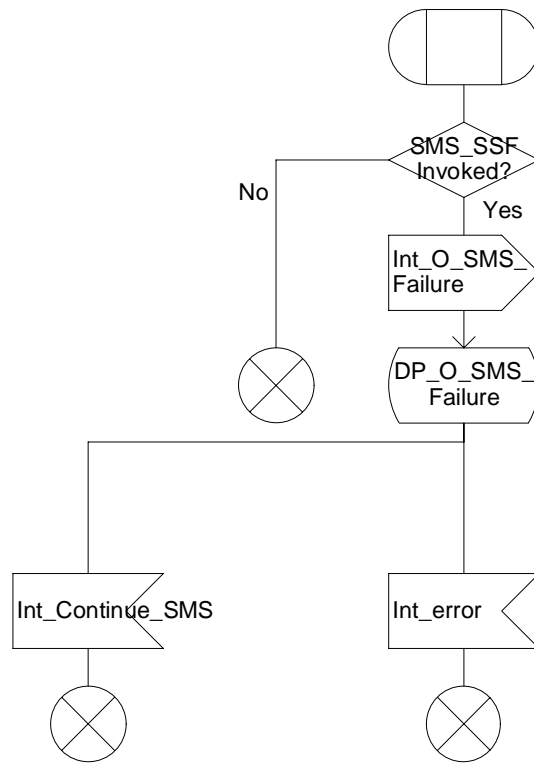 SMS_SSF
Invoked?
No
Yes
Int_O_SMS_
Failure
DP_O_SMS_
Failure
Int_Continue_SMS
Int_error